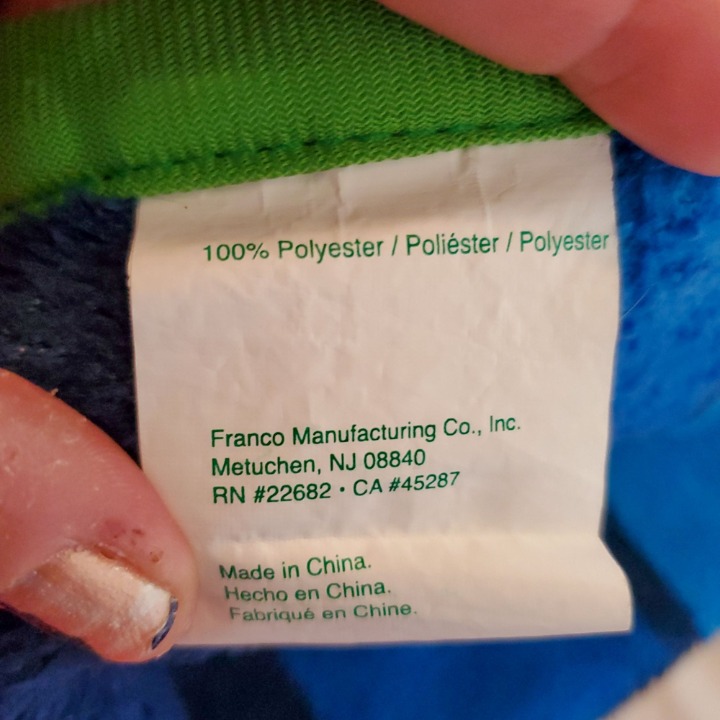 100% Polyester / Poliéster / Polyester
Franco Manufacturing Co., Inc.
Metuchen, NJ 08840
RN #22682 • CA #45287
Made in China.
Hecho en China.
Fabriqué en Chine.